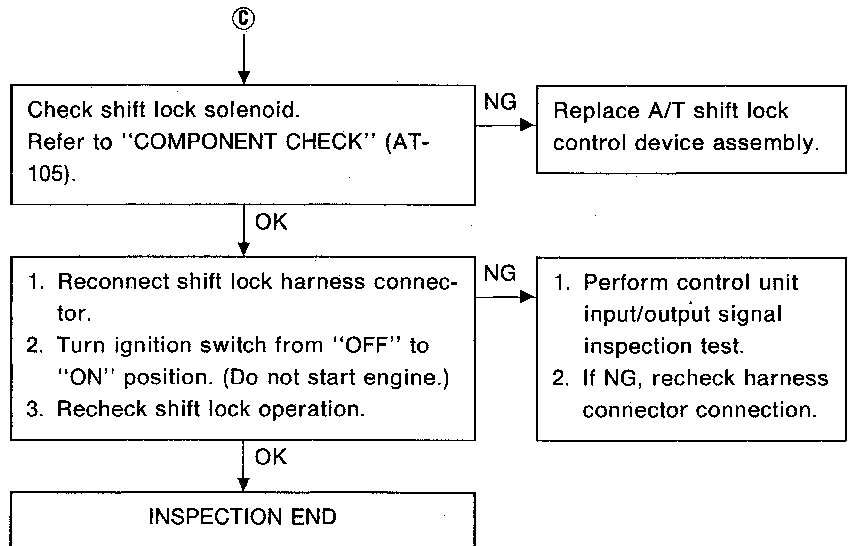 C
Check shift lock solenoid.
Refer to "COMPONENT CHECK" (AT-
105).
NG
Replace A/T shift lock
control device assembly.
OK
1. Reconnect shift lock harness connec-
tor.
2. Turn ignition switch from "OFF" to
"ON" position. (Do not start engine.)
3. Recheck shift lock operation.
NG
1. Perform control unit
input/output signal
inspection test.
2. If NG, recheck harness
connector connection.
OK
INSPECTION END